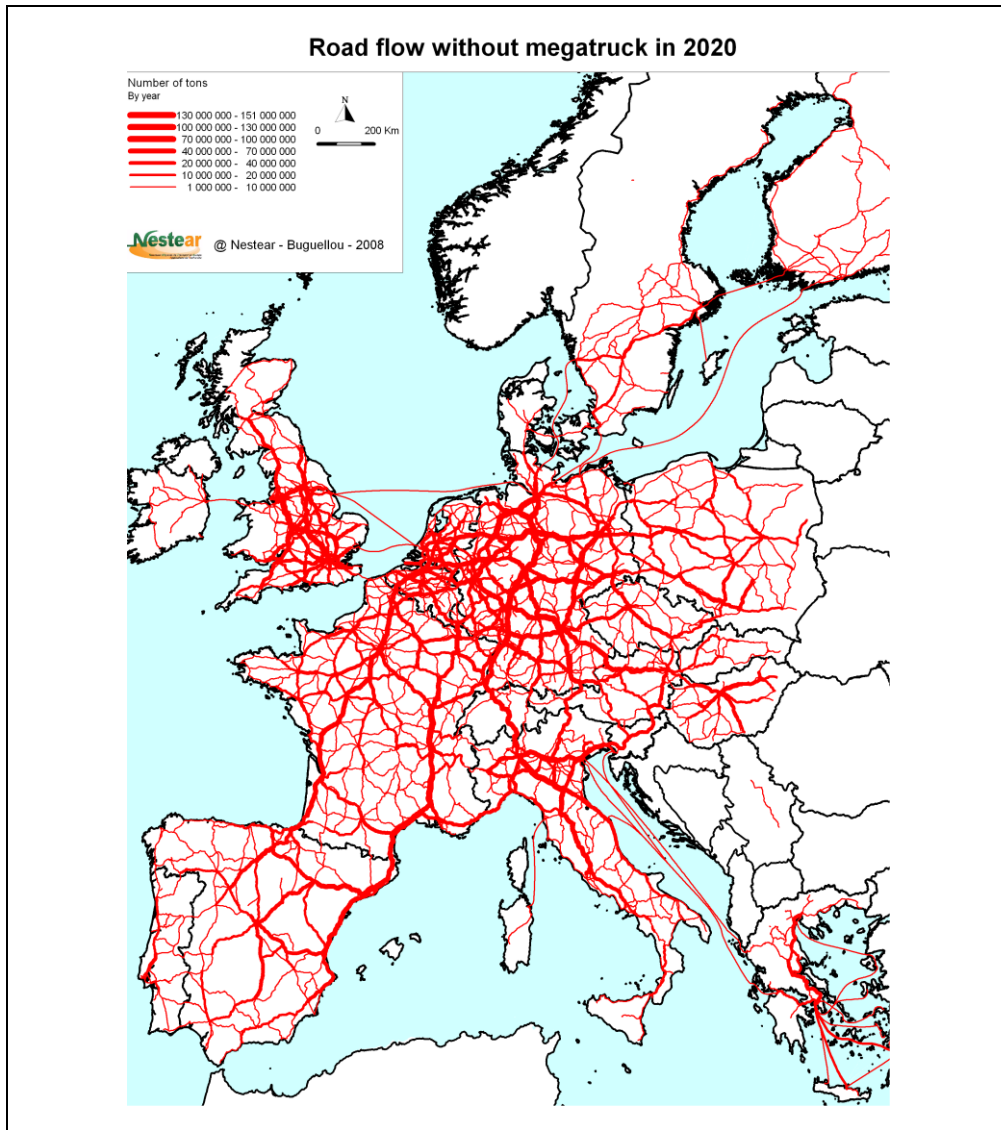 Road flow without megatruck in 2020
Number of tons
By year
130 000 000 - 151 000 000
100 000 000 - 130 000 000
70 000 000 - 100 000 000
40 000 000 - 70 000 000
20 000 000 - 40 000 000
10 000 000 - 20 000 000
1 000 000 - 10 000 000
N
0 200 Km
Nestear
@ Nestear - Buguellou - 2008